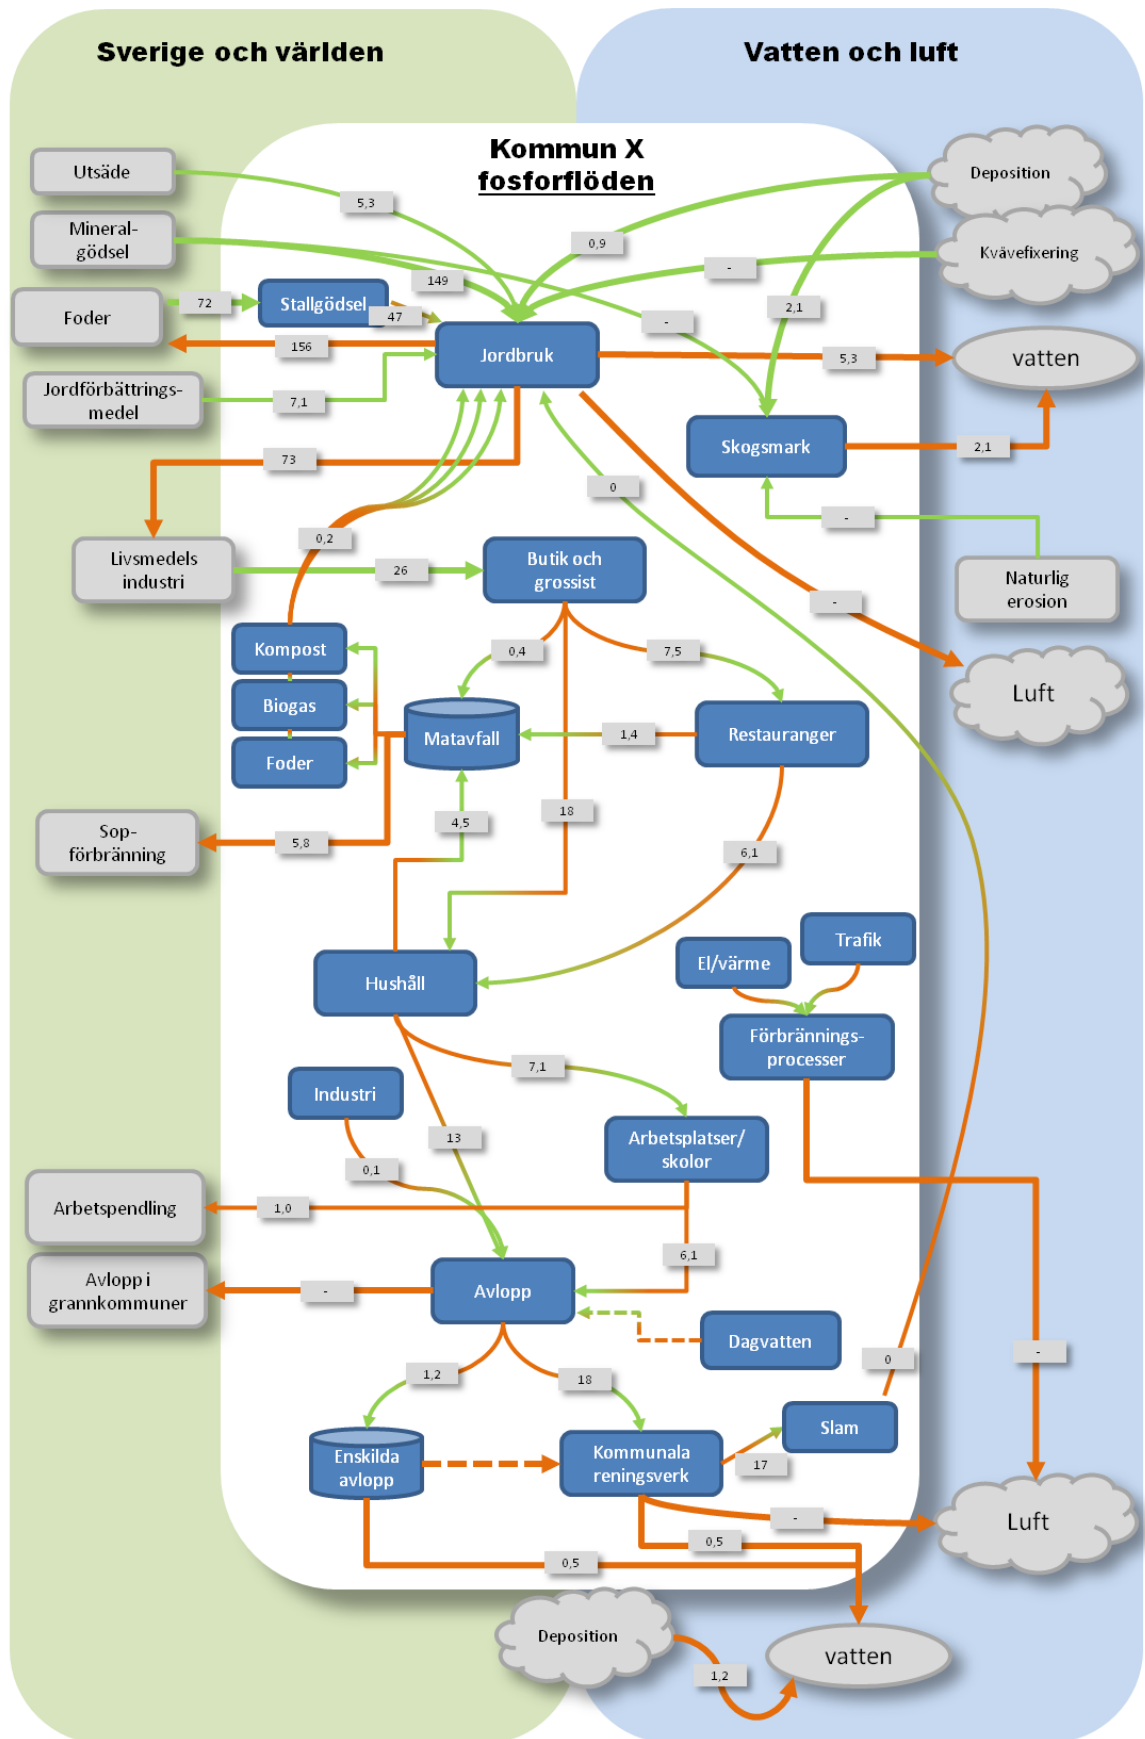 Sverige och världen
Vatten och luft
Kommun X
fosforflöden
Utsäde
Deposition
5,3
Mineral-
gödsel
0,9
Kvävefixering
-
149
72
Stallgödsel
47
Foder
2,1
-
156
Jordbruk
5,3
vatten
Jordförbättrings-
medel
7,1
Skogsmark
2,1
73
0
-
0,2
Livsmedels
industri
26
Butik och
grossist
Naturlig
erosion
-
Kompost
0,4
7,5
Luft
Biogas
Matavfall
1,4
Restauranger
Foder
18
4,5
Sop-
förbränning
5,8
6,1
Trafik
El/värme
Hushåll
Förbrännings-
processer
7,1
Industri
13
Arbetsplatser/
skolor
0,1
Arbetspendling
1,0
6,1
Avlopp i
grannkommuner
-
Avlopp
Dagvatten
-
0
1,2
18
Slam
Enskilda
avlopp
Kommunala
reningsverk
17
-
Luft
0,5
0,5
Deposition
vatten
1,2